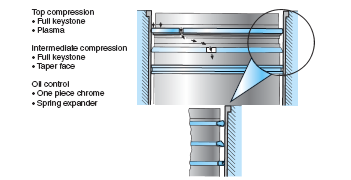 Top compression
• Full keystone
• Plasma
Intermediate compression
• Full keystone
• Taper face
Oil control
• One piece chrome
• Spring expander